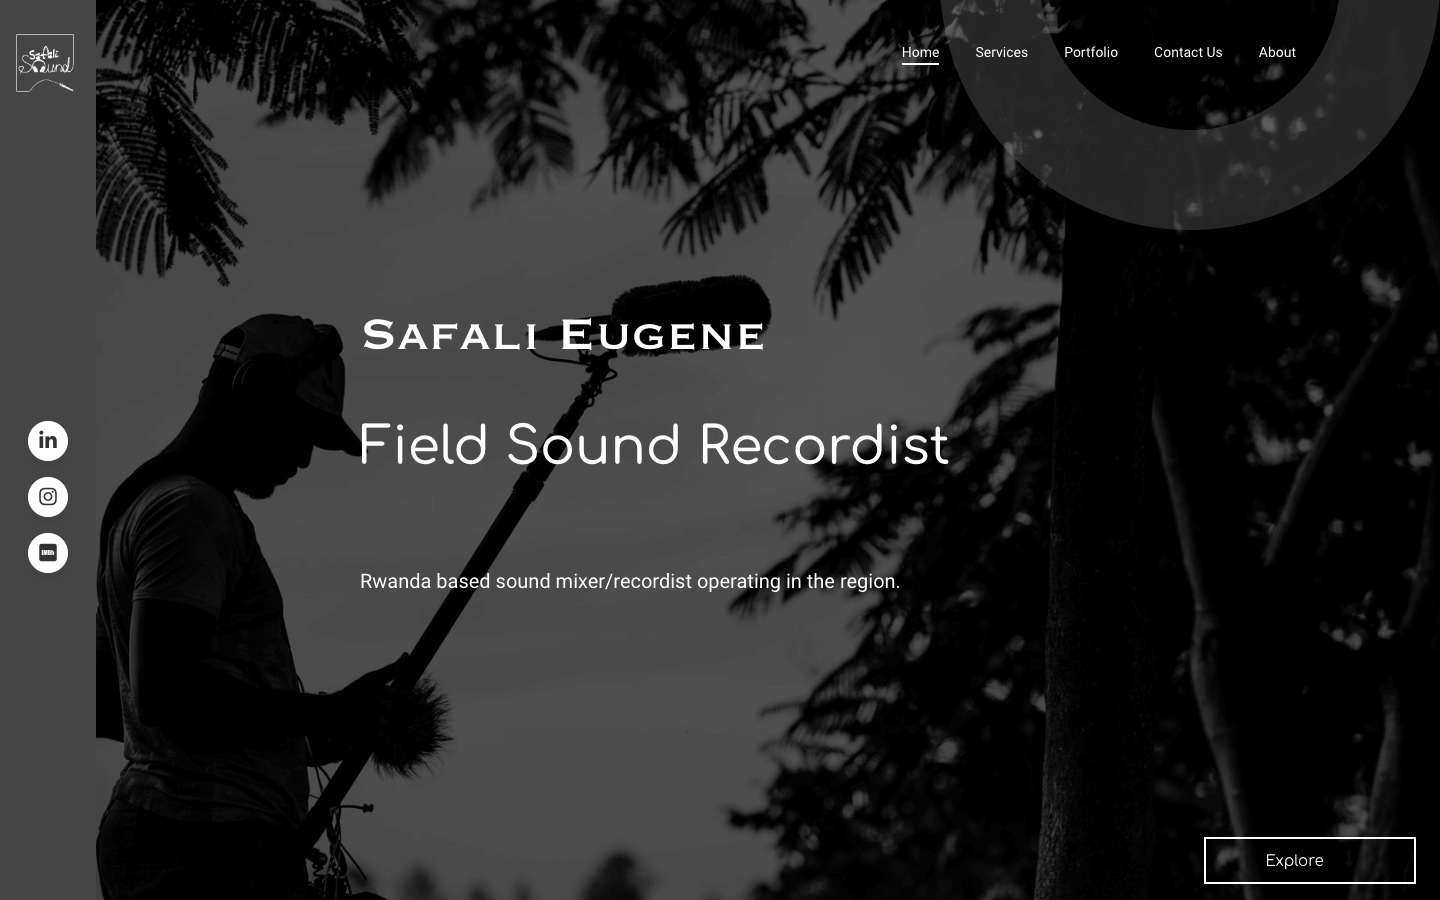 Safali
Sound
Home
Services
Portfolio
Contact Us
About
SAFALI EUGENE
Field Sound Recordist
Rwanda based sound mixer/recordist operating in the region.
in
IMDb
Explore